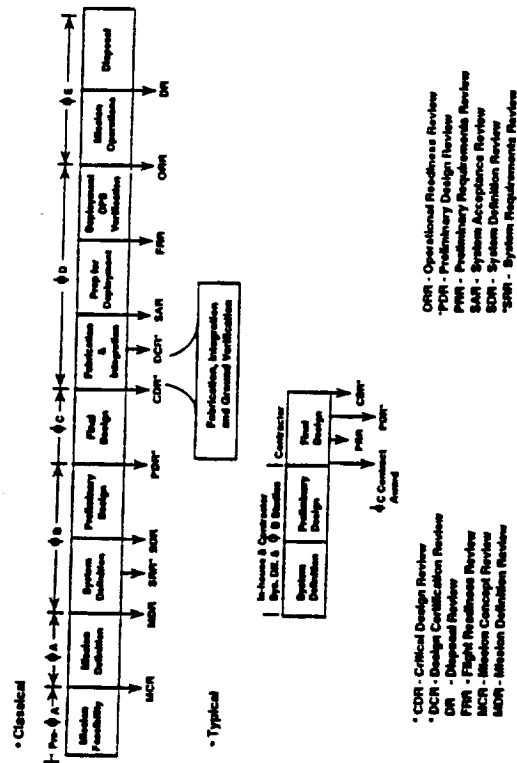 • Classical
Pre-ϕ A
ϕ A
ϕ B
ϕ C
ϕ D
ϕ E
Mission
Feasibility
Mission
Definition
System
Definition
Preliminary
Design
Final
Design
Fabrication
&
Integration
Prep for
Deployment
Deployment
OPS
Verification
Mission
Operations
Disposal
MCR
MDR
SRR*
SDR
PDR*
CDR*
DCR*
SAR
FRR
ORR
DR
Fabrication, Integration
and Ground Verification
• Typical
In-house & Contractor
Sys. Df. & ϕ B Studies
Contractor
System
Definition
Preliminary
Design
Final
Design
PRR
CDR*
PDR*
ϕ C Contract
Award
* CDR - Critical Design Review
* DCR - Design Certification Review
DR - Disposal Review
FRR - Flight Readiness Review
MCR - Mission Concept Review
MDR - Mission Definition Review
ORR - Operational Readiness Review
*PDR - Preliminary Design Review
PRR - Preliminary Requirements Review
SAR - System Acceptance Review
SDR - System Definition Review
*SRR - System Requirements Review